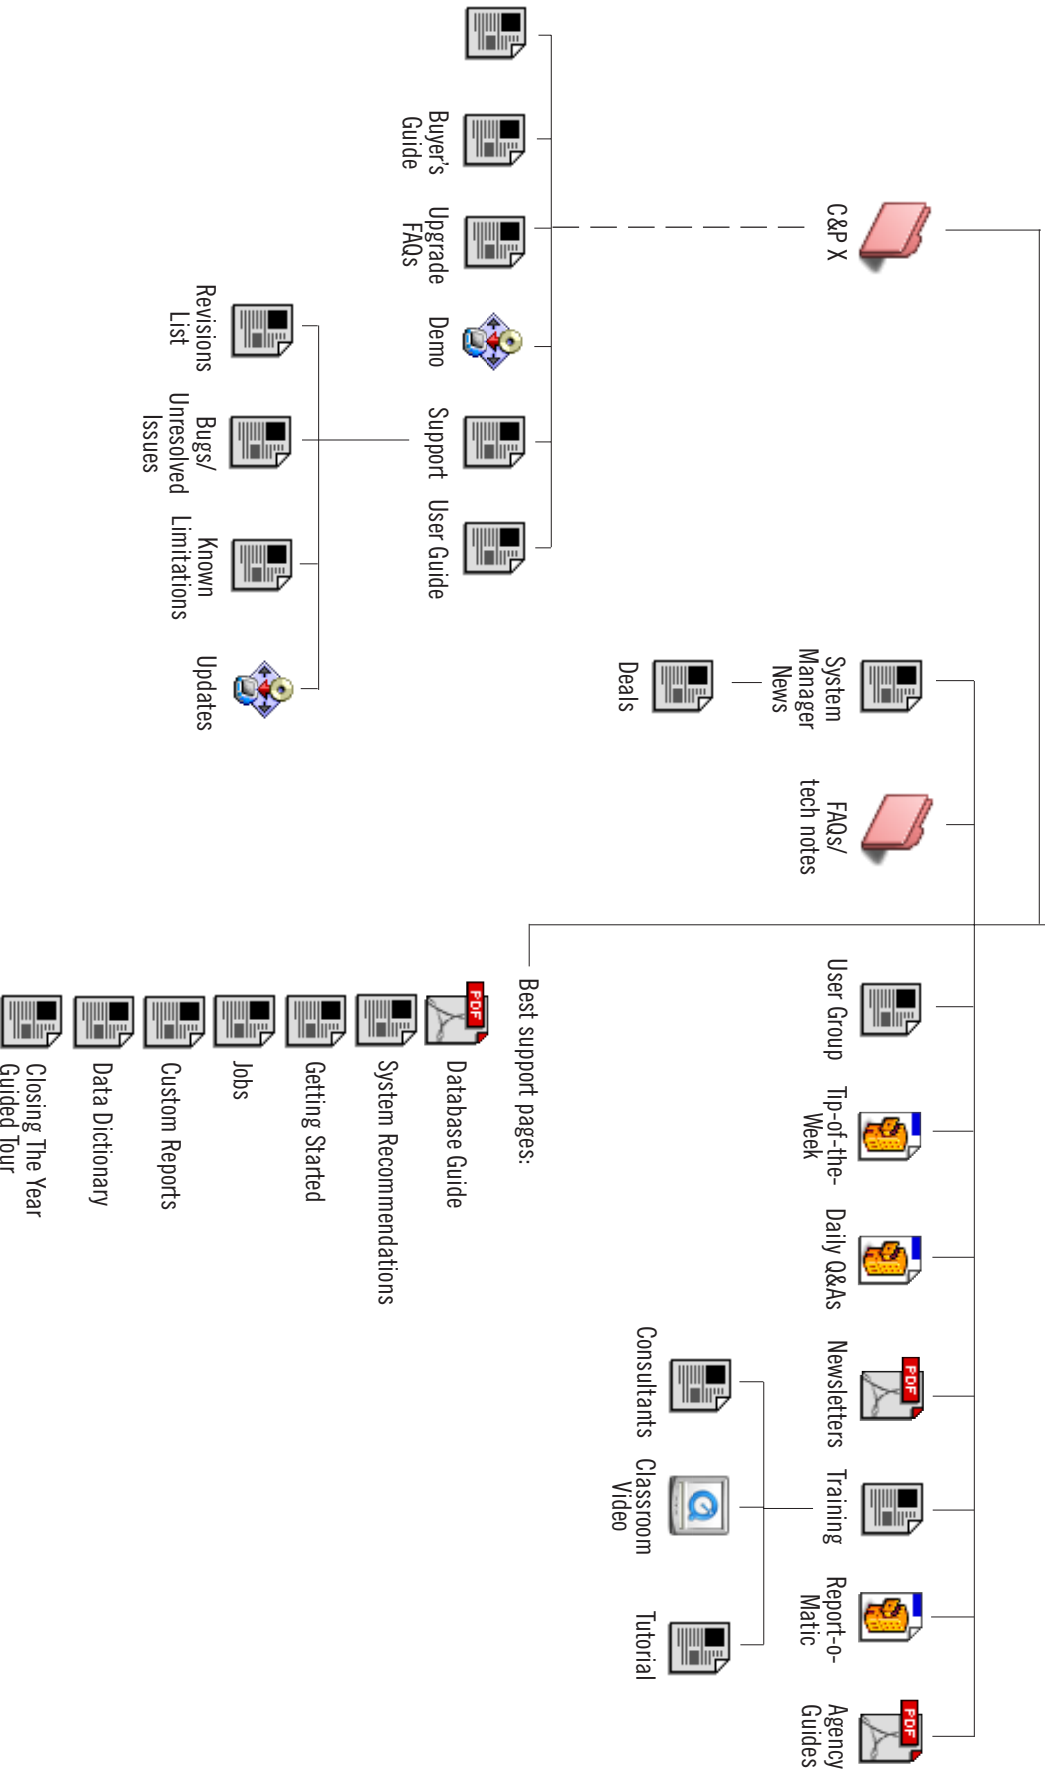 C&P X
Buyer's
Guide
Upgrade
FAQs
Demo
Support
User Guide
Revisions
List
Bugs/
Unresolved
Issues
Known
Limitations
Updates
System
Manager
News
Deals
FAQs/
tech notes
User Group
Tip-of-the-
Week
Daily Q&As
Newsletters
PDF
Training
Report-o-
Matic
Agency
Guides
PDF
Consultants
Classroom
Video
Tutorial
Best support pages:
PDF
Database Guide
System Recommendations
Getting Started
Jobs
Custom Reports
Data Dictionary
Closing The Year
Guided Tour